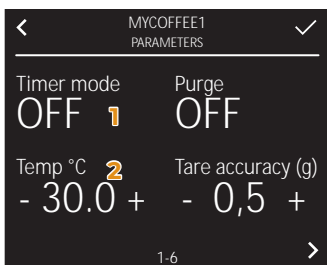 MYCOFFEE1
PARAMETERS
Timer mode Purge
OFF 1 OFF
Temp °C 2 Tare accuracy (g)
- 30.0 + - 0,5 +
1-6